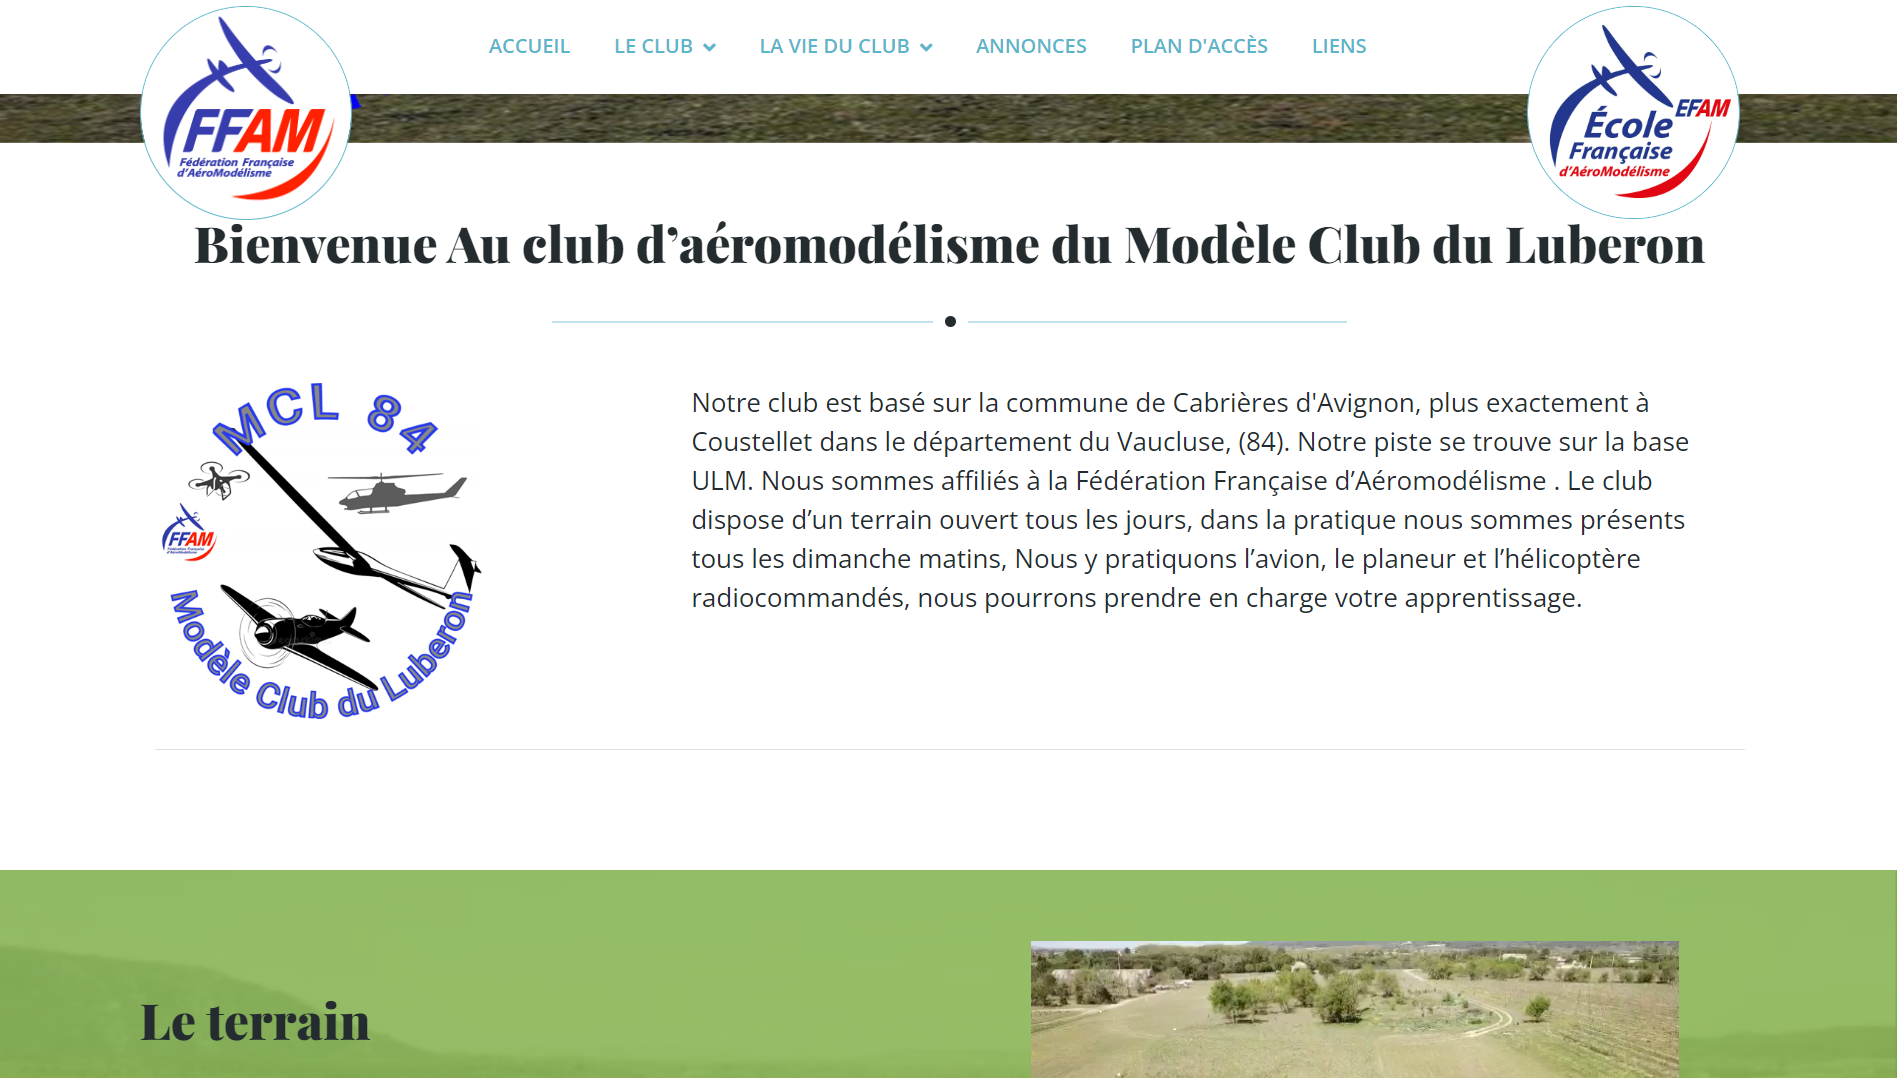 FFAM
Fédération Française
d'AéroModélisme
ACCUEIL
LE CLUB
LA VIE DU CLUB
ANNONCES
PLAN D'ACCÈS
LIENS
EFAM
École
Française
d'AéroModélisme
Bienvenue Au club d’aéromodélisme du Modèle Club du Luberon
MCL 84
FFAM
Fédération Française
d'AéroModélisme
Modèle Club du Luberon
Notre club est basé sur la commune de Cabrières d'Avignon, plus exactement à
Coustellet dans le département du Vaucluse, (84). Notre piste se trouve sur la base
ULM. Nous sommes affiliés à la Fédération Française d’Aéromodélisme . Le club
dispose d’un terrain ouvert tous les jours, dans la pratique nous sommes présents
tous les dimanche matins, Nous y pratiquons l’avion, le planeur et l’hélicoptère
radiocommandés, nous pourrons prendre en charge votre apprentissage.
Le terrain